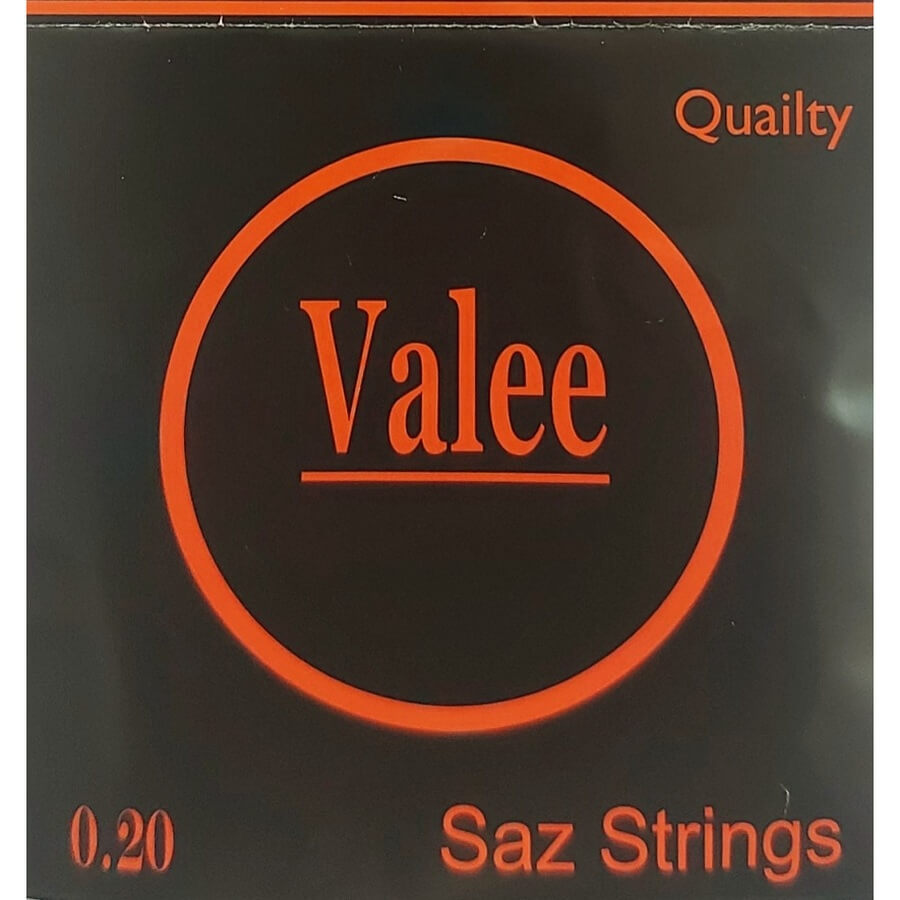 Quailty
Valee
0.20
Saz Strings